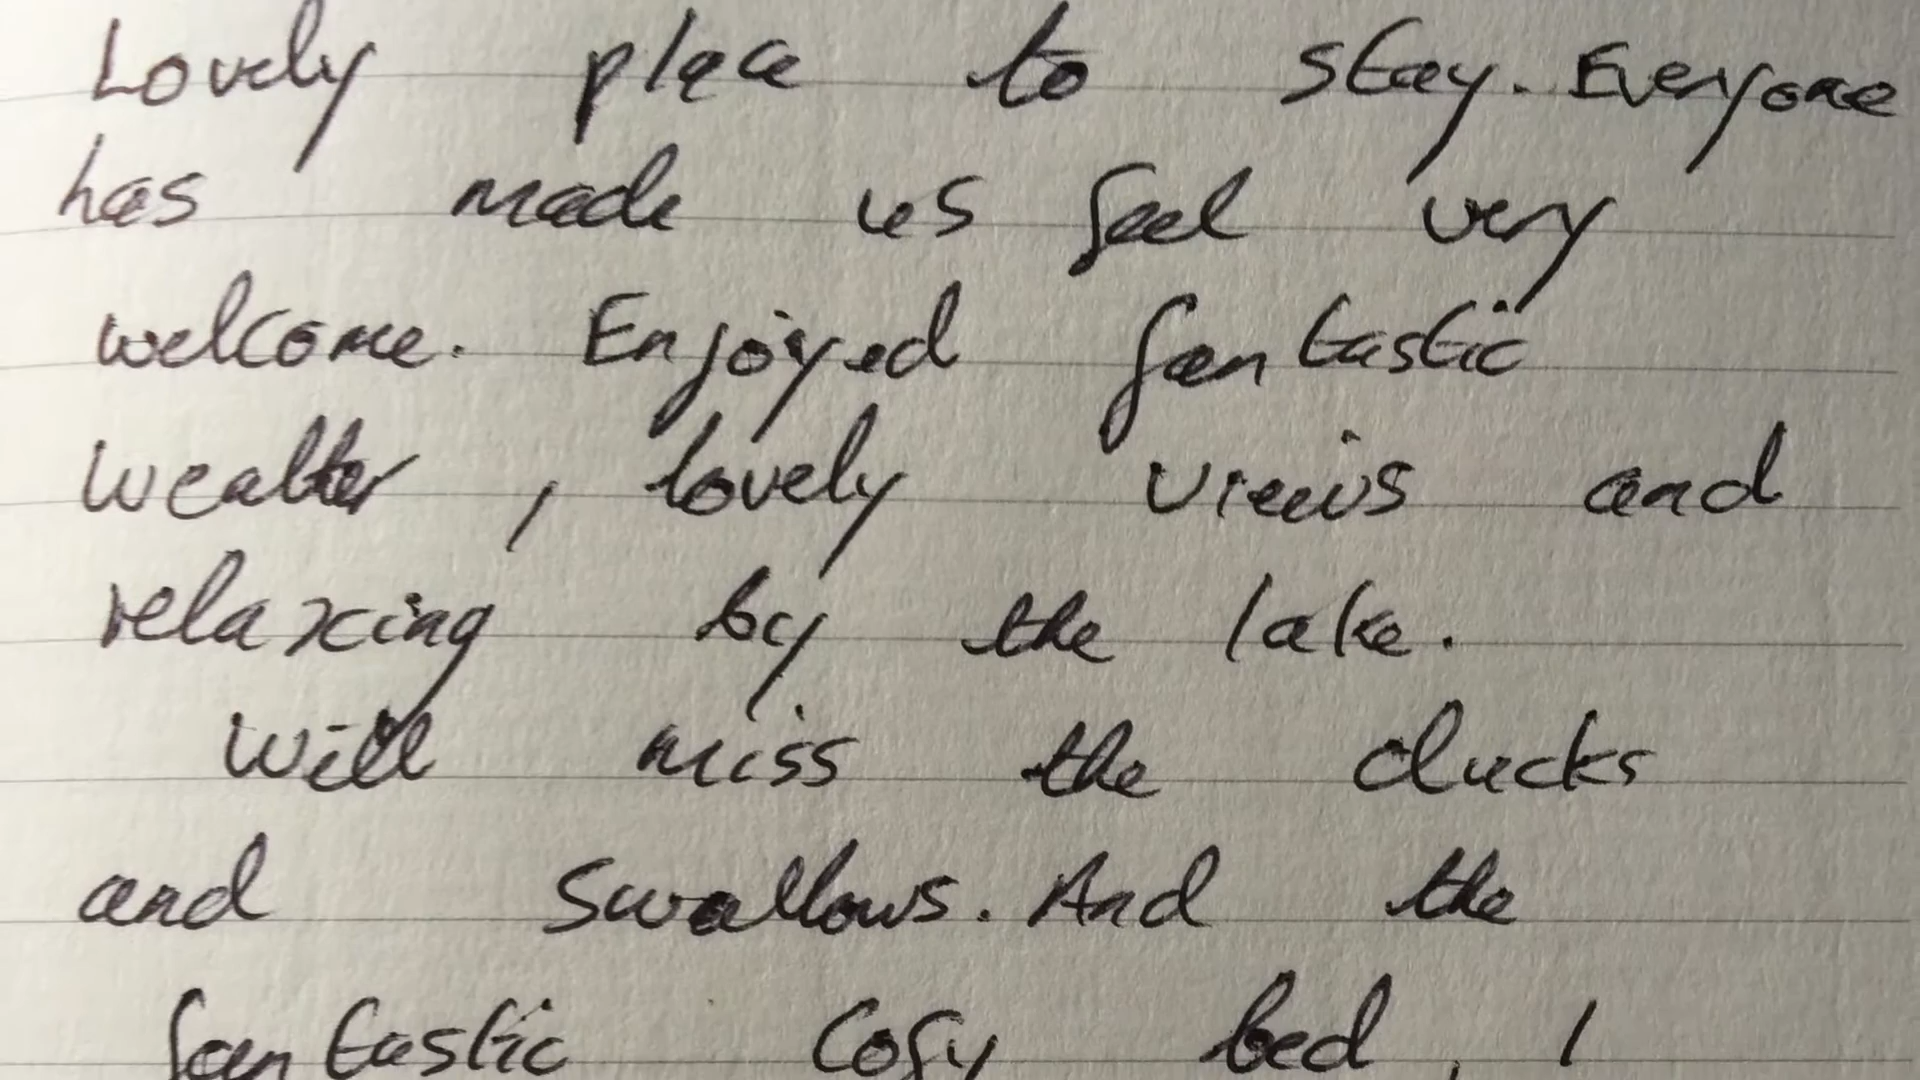 Lovely place to stay. Everyone
has made us feel very
welcome. Enjoyed fantastic
weather, lovely views and
relaxing by the lake.
Will miss the ducks
and swallows. And the
fantastic cosy bed, I